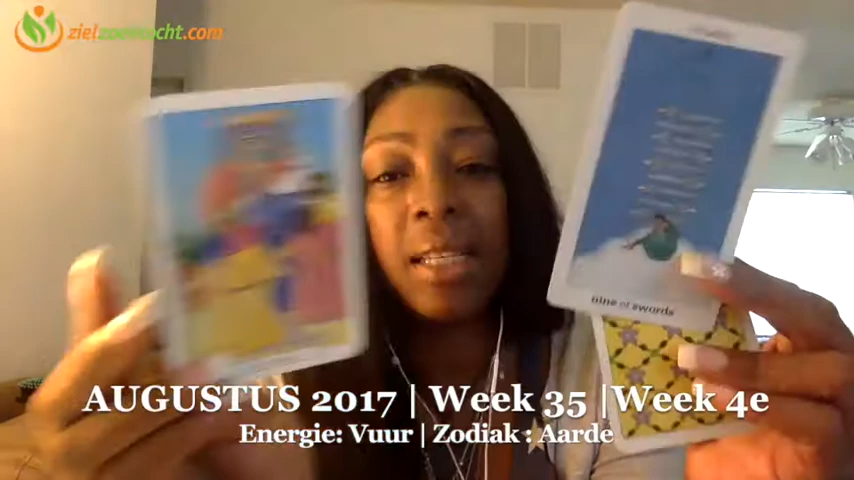 zielzoektocht.com
nine of swords
AUGUSTUS 2017 | Week 35 | Week 4e
Energie: Vuur | Zodiak : Aarde